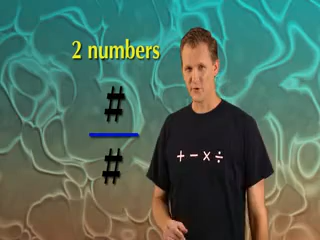 2 numbers
#
#
+ − × ÷